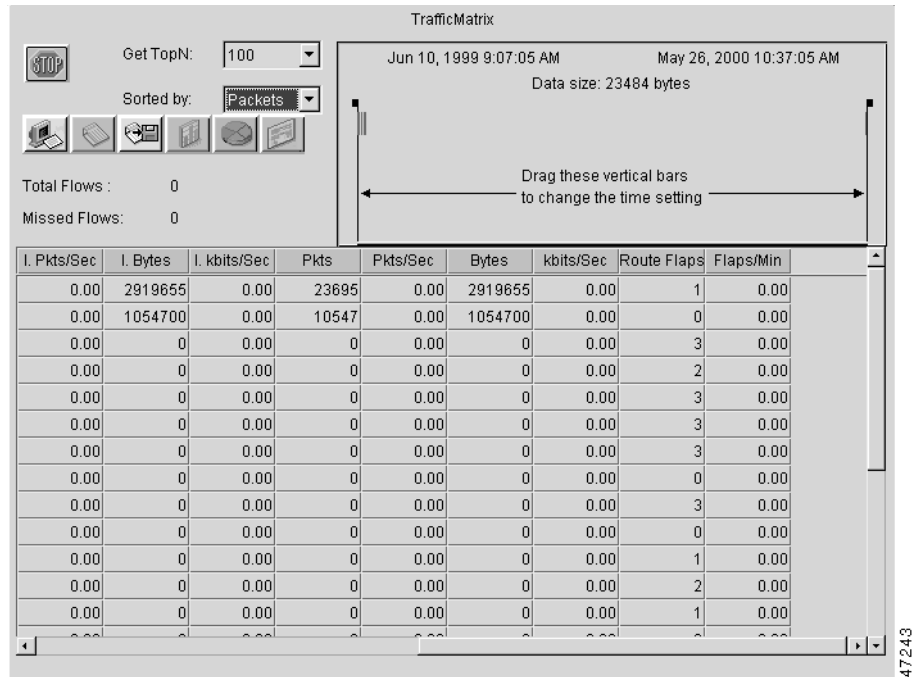 TrafficMatrix
STOP
Get TopN: 100
Sorted by: Packets
Total Flows : 0
Missed Flows: 0
Jun 10, 1999 9:07:05 AM May 26, 2000 10:37:05 AM
Data size: 23484 bytes
Drag these vertical bars
to change the time setting
I. Pkts/Sec I. Bytes I. kbits/Sec Pkts Pkts/Sec Bytes kbits/Sec Route Flaps Flaps/Min
0.00 2919655 0.00 23695 0.00 2919655 0.00 1 0.00
0.00 1054700 0.00 10547 0.00 1054700 0.00 0 0.00
0.00 0 0.00 0 0.00 0 0.00 3 0.00
0.00 0 0.00 0 0.00 0 0.00 2 0.00
0.00 0 0.00 0 0.00 0 0.00 3 0.00
0.00 0 0.00 0 0.00 0 0.00 3 0.00
0.00 0 0.00 0 0.00 0 0.00 3 0.00
0.00 0 0.00 0 0.00 0 0.00 0 0.00
0.00 0 0.00 0 0.00 0 0.00 3 0.00
0.00 0 0.00 0 0.00 0 0.00 0 0.00
0.00 0 0.00 0 0.00 0 0.00 1 0.00
0.00 0 0.00 0 0.00 0 0.00 2 0.00
0.00 0 0.00 0 0.00 0 0.00 1 0.00
47243